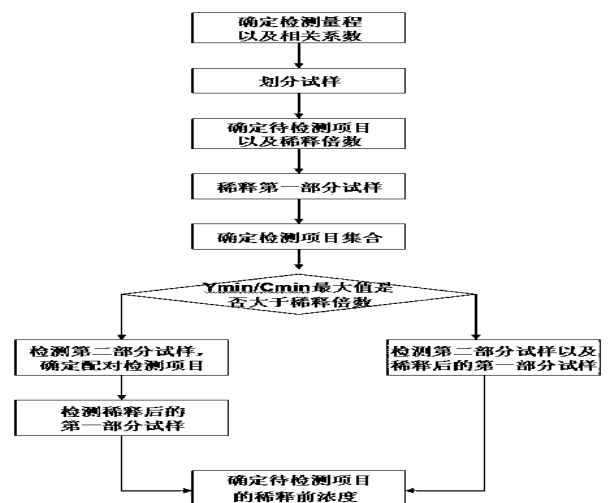 确定检测量程
以及相关系数
划分试样
确定待检测项目
以及稀释倍数
稀释第一部分试样
确定检测项目集合
Ymin/Cmin最大值是
否大于稀释倍数
检测第二部分试样，
确定配对检测项目
检测第二部分试样以及
稀释后的第一部分试样
检测稀释后的
第一部分试样
确定待检测项目
的稀释前浓度